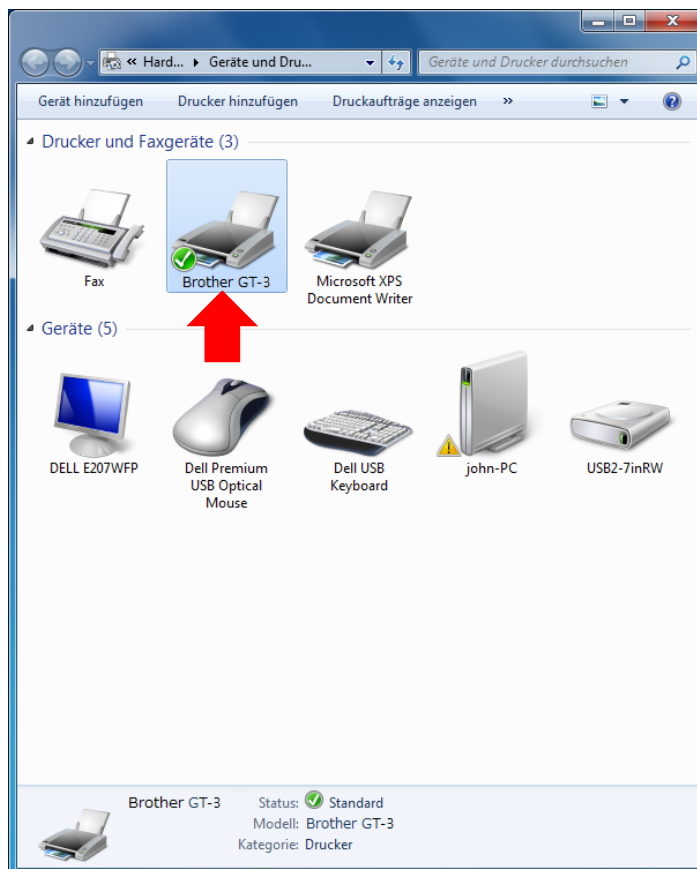 « Hard... ▸ Geräte und Dru...
Geräte und Drucker durchsuchen
Gerät hinzufügen Drucker hinzufügen Druckaufträge anzeigen »
Drucker und Faxgeräte (3)
Fax
Brother GT-3
Microsoft XPS
Document Writer
Geräte (5)
DELL E207WFP
Dell Premium
USB Optical
Mouse
Dell USB
Keyboard
john-PC
USB2-7inRW
Brother GT-3 Status: Standard
Modell: Brother GT-3
Kategorie: Drucker